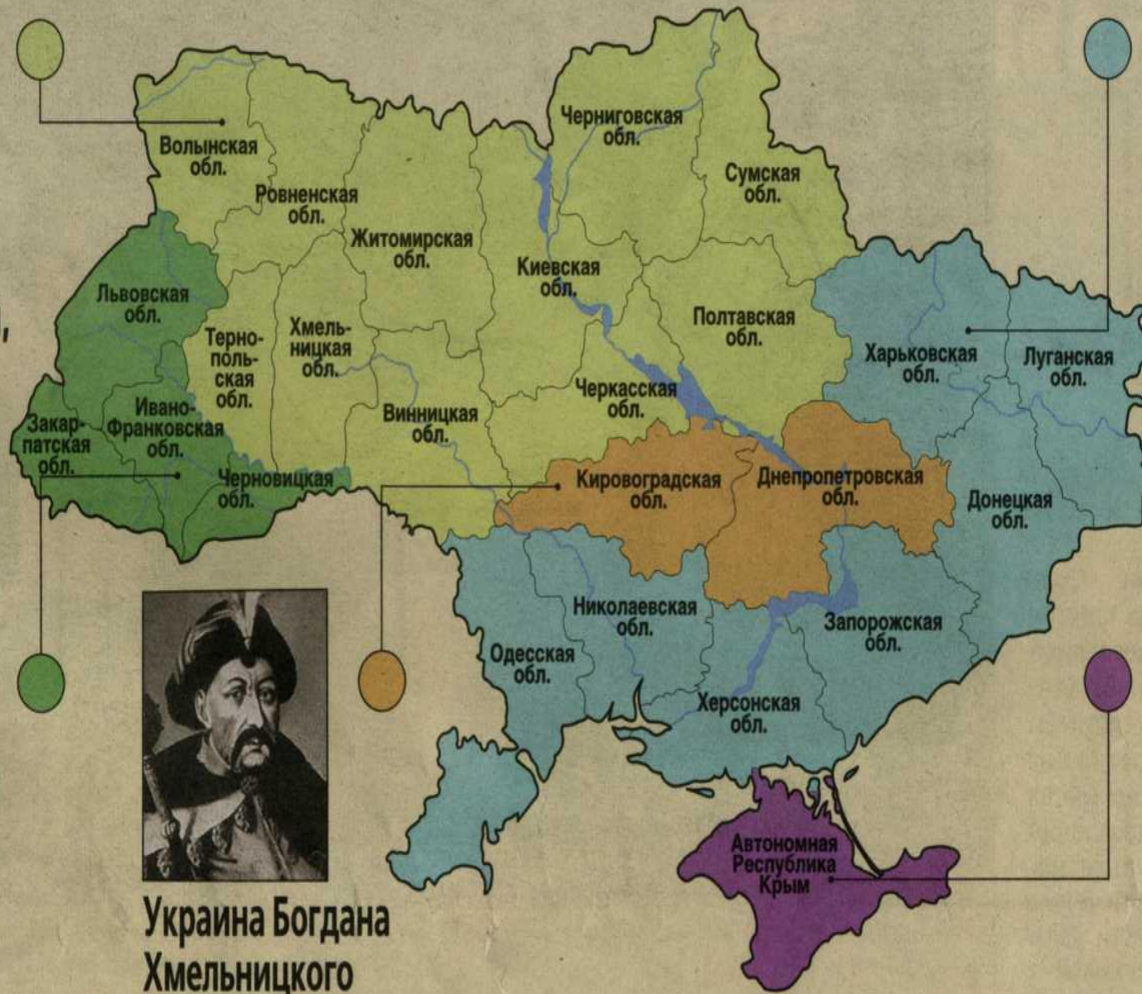 Волынская
обл.
Ровненская
обл.
Житомирская
обл.
Черниговская
обл.
Сумская
обл.
Киевская
обл.
Львовская
обл.
Терно-
поль-
ская
обл.
Хмель-
ницкая
обл.
Полтавская
обл.
Харьковская
обл.
Луганская
обл.
Закар-
патская
обл.
Ивано-
Франковская
обл.
Черновицкая
обл.
Винницкая
обл.
Черкасская
обл.
Кировоградская
обл.
Днепропетровская
обл.
Донецкая
обл.
Одесская
обл.
Николаевская
обл.
Херсонская
обл.
Запорожская
обл.
Автономная
Республика
Крым
Украина Богдана
Хмельницкого